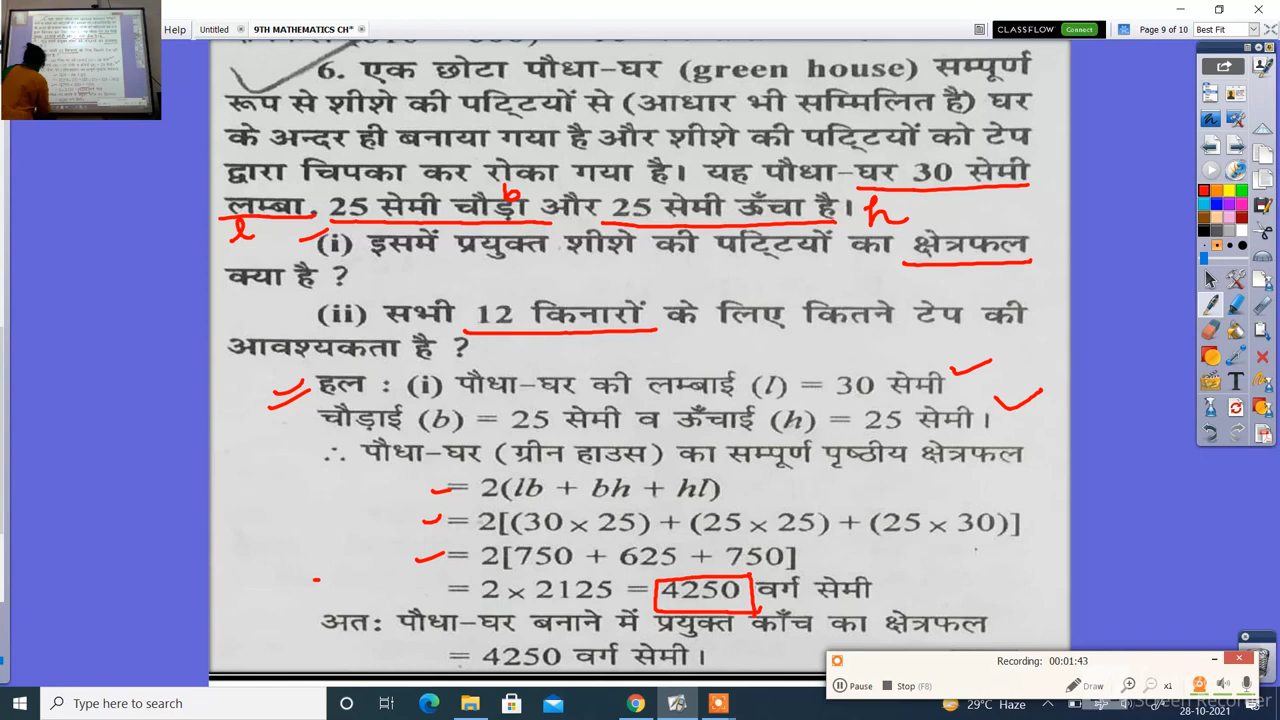 Help Untitled 9TH MATHEMATICS CH* CLASSFLOW Connect Page 9 of 10 Best Fit
6. एक छोटा पौधा-घर (green house) सम्पूर्ण
रूप से शीशे की पट्टियों से (आधार भी सम्मिलित है) घर
के अन्दर ही बनाया गया है और शीशे की पट्टियों को टेप
द्वारा चिपका कर रोका गया है। यह पौधा-घर 30 सेमी
b
लम्बा, 25 सेमी चौड़ा और 25 सेमी ऊँचा है। h
l
(i) इसमें प्रयुक्त शीशे की पट्टियों का क्षेत्रफल
क्या है ?
(ii) सभी 12 किनारों के लिए कितने टेप की
आवश्यकता है ?
हल : (i) पौधा-घर की लम्बाई (l) = 30 सेमी
चौड़ाई (b) = 25 सेमी व ऊँचाई (h) = 25 सेमी।
∴ पौधा-घर (ग्रीन हाउस) का सम्पूर्ण पृष्ठीय क्षेत्रफल
= 2(lb + bh + hl)
= 2[(30 × 25) + (25 × 25) + (25 × 30)]
= 2[750 + 625 + 750]
= 2 × 2125 = 4250 वर्ग सेमी
अतः पौधा-घर बनाने में प्रयुक्त काँच का क्षेत्रफल
= 4250 वर्ग सेमी।
Recording: 00:01:43
Pause Stop (F8) Draw x1
Type here to search 29°C Haze 28-10-2021
Screen Recorder